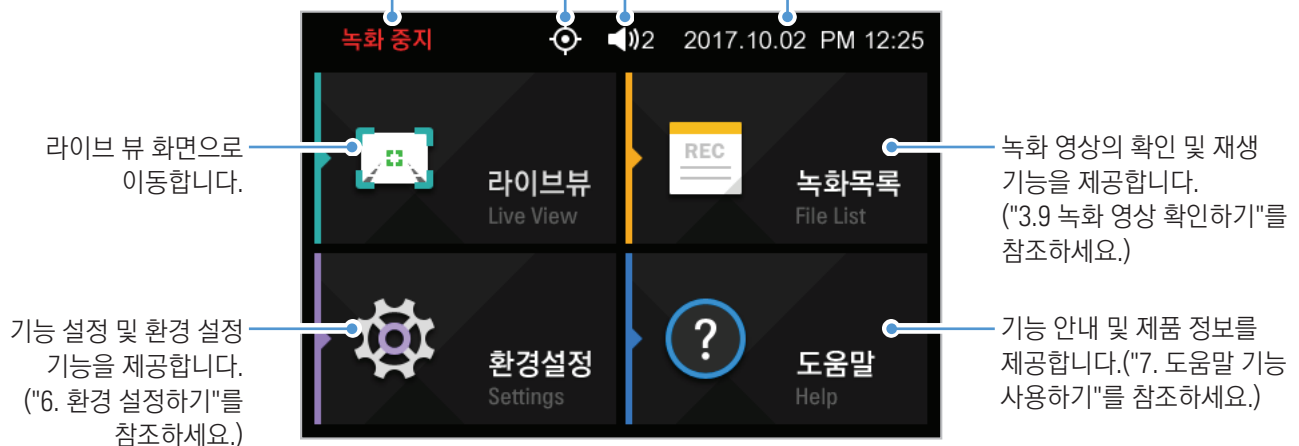 녹화 중지 2 2017.10.02 PM 12:25
라이브 뷰 화면으로
이동합니다.
라이브뷰
Live View
REC
녹화목록
File List
녹화 영상의 확인 및 재생
기능을 제공합니다.
("3.9 녹화 영상 확인하기"를
참조하세요.)
기능 설정 및 환경 설정
기능을 제공합니다.
("6. 환경 설정하기"를
참조하세요.)
환경설정
Settings
?
도움말
Help
기능 안내 및 제품 정보를
제공합니다.("7. 도움말 기능
사용하기"를 참조하세요.)